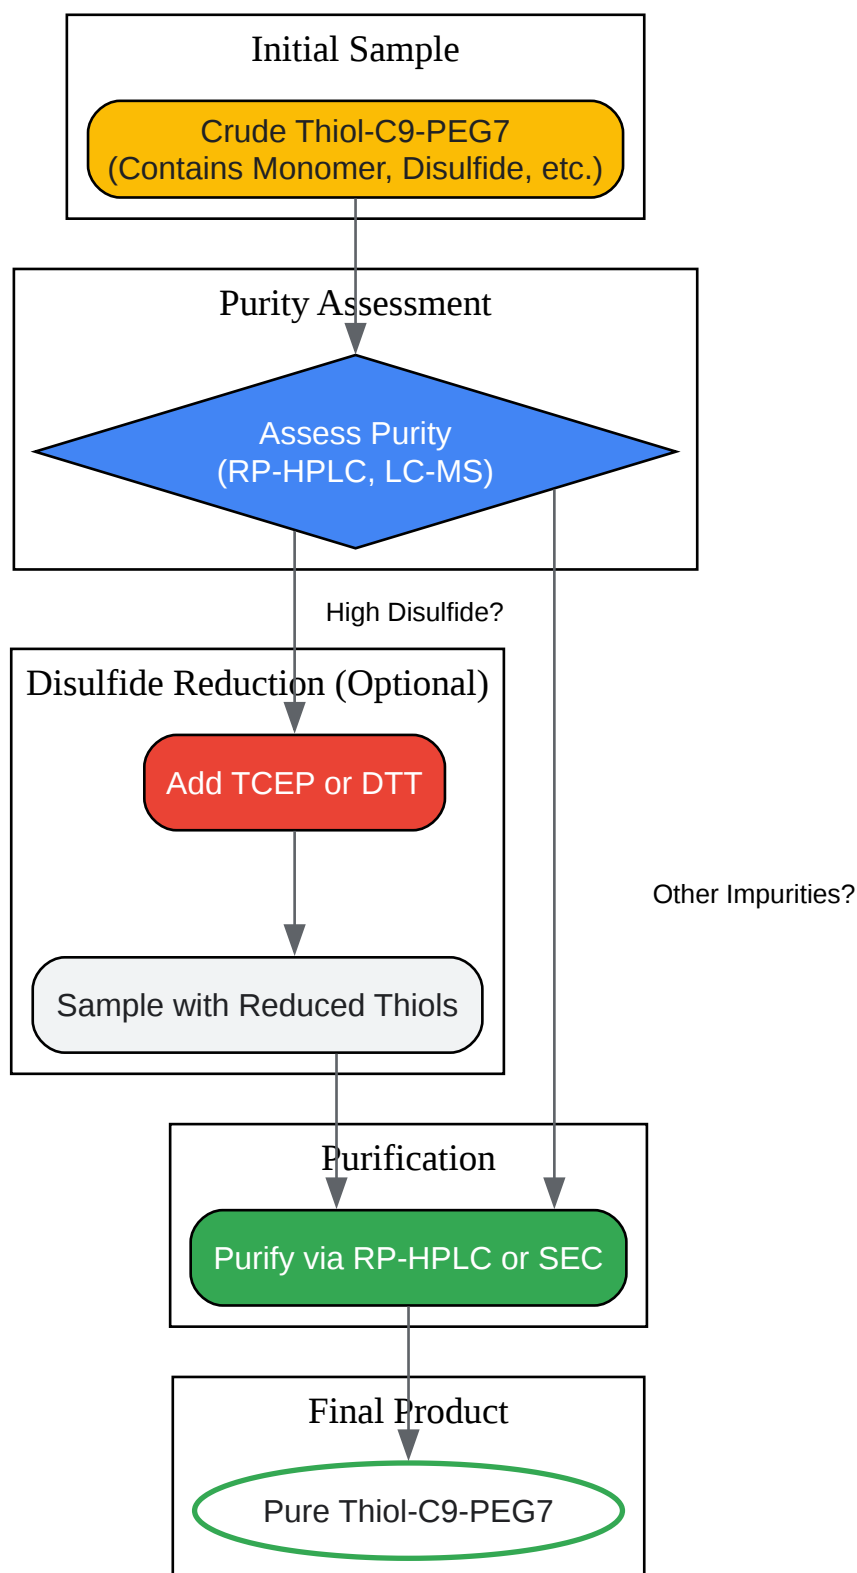 Initial Sample
Crude Thiol-C9-PEG7
(Contains Monomer, Disulfide, etc.)
Purity Assessment
Assess Purity
(RP-HPLC, LC-MS)
High Disulfide?
Disulfide Reduction (Optional)
Add TCEP or DTT
Other Impurities?
Sample with Reduced Thiols
Purification
Purify via RP-HPLC or SEC
Final Product
Pure Thiol-C9-PEG7